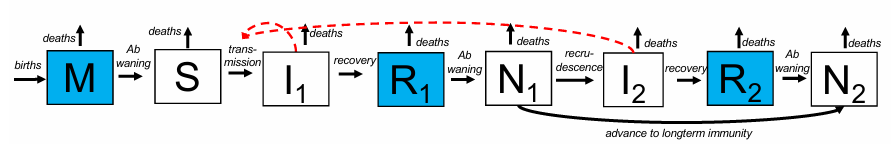 deaths
deaths
deaths
deaths
deaths
deaths
deaths
deaths
births
M
Ab
waning
S
trans-
mission
I1
recovery
R1
Ab
waning
N1
recru-
descence
I2
recovery
R2
Ab
waning
N2
advance to longterm immunity